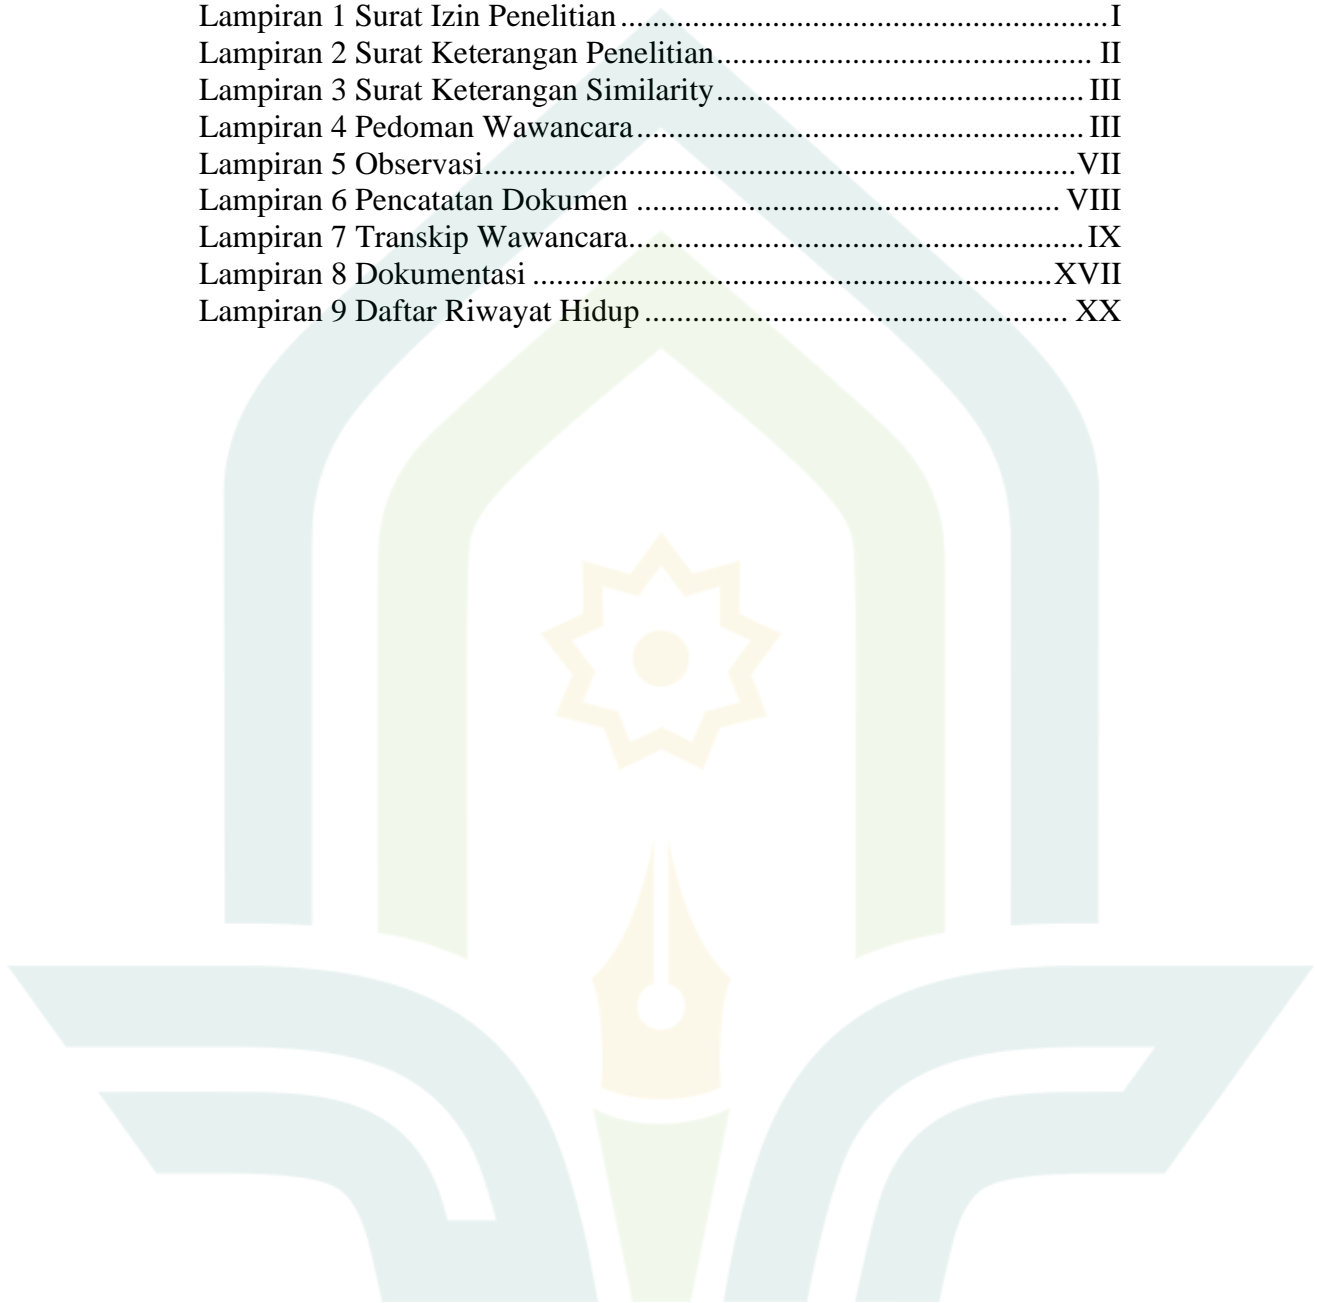 Lampiran 1 Surat Izin Penelitian ............................................................. I
Lampiran 2 Surat Keterangan Penelitian ............................................... II
Lampiran 3 Surat Keterangan Similarity .............................................. III
Lampiran 4 Pedoman Wawancara ........................................................ III
Lampiran 5 Observasi .......................................................................... VII
Lampiran 6 Pencatatan Dokumen ..................................................... VIII
Lampiran 7 Transkip Wawancara ......................................................... IX
Lampiran 8 Dokumentasi ................................................................. XVII
Lampiran 9 Daftar Riwayat Hidup ..................................................... XX